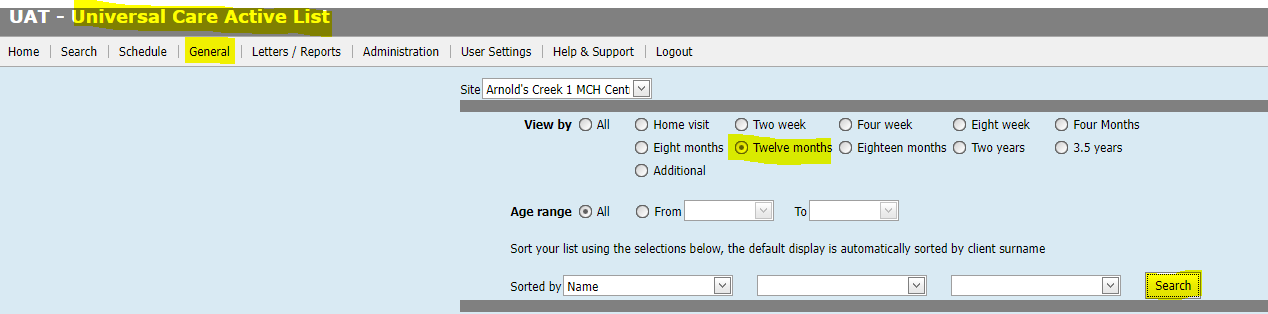 UAT - Universal Care Active List
Home Search Schedule General Letters / Reports Administration User Settings Help & Support Logout
Site Arnold's Creek 1 MCH Cent
View by All Home visit Two week Four week Eight week Four Months
Eight months Twelve months Eighteen months Two years 3.5 years
Additional
Age range All From To
Sort your list using the selections below, the default display is automatically sorted by client surname
Sorted by Name Search